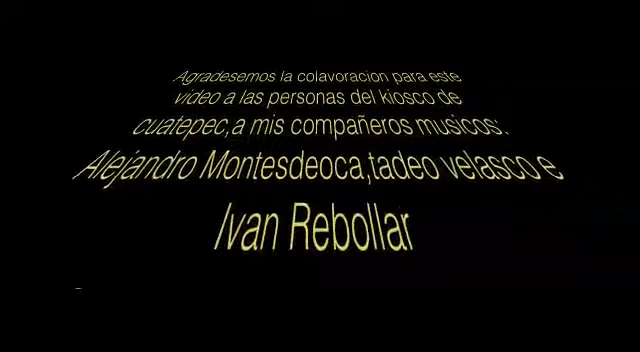 Agradesemos la colavoracion para este
video a las personas del kiosco de
cuatepec,a mis compañeros musicos:
Alejandro Montesdeoca,tadeo velasco e
Ivan Rebollar